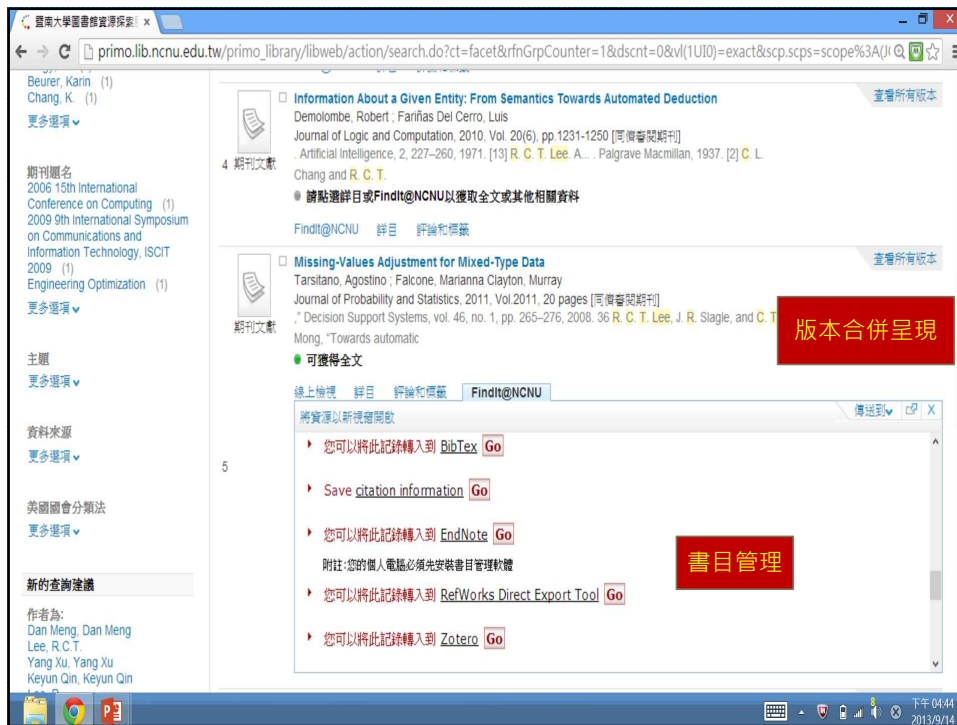 暨南大學圖書館資源探索
primo.lib.ncnu.edu.tw/primo_library/libweb/action/search.do?ct=facet&rfnGrpCounter=1&dscnt=0&vl(1UI0)=exact&scp.scps=scope%3A(
Beurer, Karin (1)
Chang, K. (1)
更多選項
期刊題名
2006 15th International
Conference on Computing (1)
2009 9th International Symposium
on Communications and
Information Technology, ISCIT
2009 (1)
Engineering Optimization (1)
更多選項
主題
更多選項
資料來源
更多選項
美國國會分類法
更多選項
新的查詢建議
作者為:
Dan Meng, Dan Meng
Lee, R.C.T.
Yang Xu, Yang Xu
Keyun Qin, Keyun Qin
4 期刊文獻
Information About a Given Entity: From Semantics Towards Automated Deduction
查看所有版本
Demolombe, Robert ; Fariñas Del Cerro, Luis
Journal of Logic and Computation, 2010, Vol. 20(6), pp.1231-1250 [同儕審閱期刊]
. Artificial Intelligence, 2, 227–260, 1971. [13] R. C. T. Lee. A... . Palgrave Macmillan, 1937. [2] C. L.
Chang and R. C. T.
請點選詳目或FindIt@NCNU以獲取全文或其他相關資料
FindIt@NCNU 詳目 評論和標籤
5 期刊文獻
Missing-Values Adjustment for Mixed-Type Data
查看所有版本
Tarsitano, Agostino ; Falcone, Marianna Clayton, Murray
Journal of Probability and Statistics, 2011, Vol.2011, 20 pages [同儕審閱期刊]
," Decision Support Systems, vol. 46, no. 1, pp. 265–276, 2008. 36 R. C. T. Lee, J. R. Slagle, and C. T
Mong, "Towards automatic
可獲得全文
版本合併呈現
線上檢視 詳目 評論和標籤 FindIt@NCNU
將資源以新視窗開啟
傳送到
X
您可以將此記錄轉入到 BibTex Go
Save citation information Go
您可以將此記錄轉入到 EndNote Go
附註:您的個人電腦必須先安裝書目管理軟體
您可以將此記錄轉入到 RefWorks Direct Export Tool Go
您可以將此記錄轉入到 Zotero Go
書目管理
下午 04:44
2013/9/14